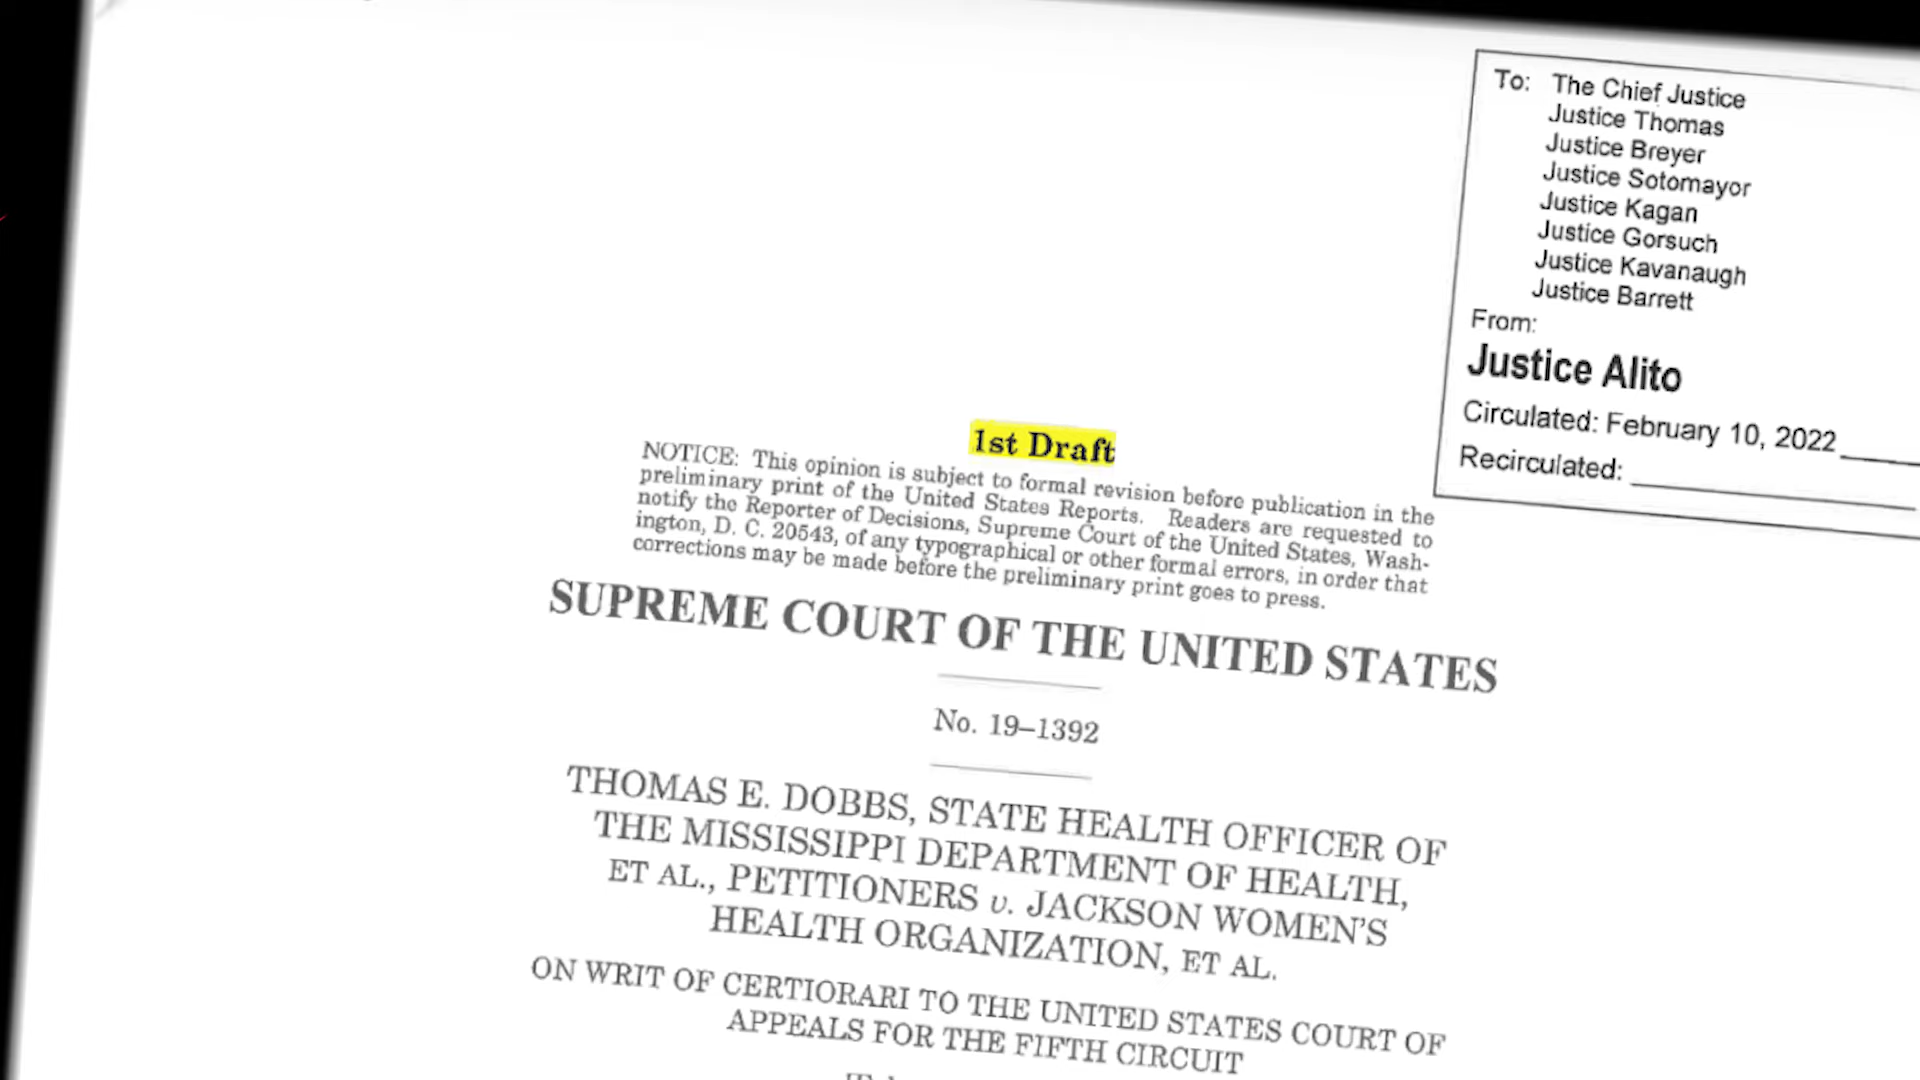 To: The Chief Justice
Justice Thomas
Justice Breyer
Justice Sotomayor
Justice Kagan
Justice Gorsuch
Justice Kavanaugh
Justice Barrett
From:
Justice Alito
Circulated: February 10, 2022
Recirculated:
1st Draft
NOTICE: This opinion is subject to formal revision before publication in the
preliminary print of the United States Reports. Readers are requested to
notify the Reporter of Decisions, Supreme Court of the United States, Wash-
ington, D. C. 20543, of any typographical or other formal errors, in order that
corrections may be made before the preliminary print goes to press.
SUPREME COURT OF THE UNITED STATES
No. 19–1392
THOMAS E. DOBBS, STATE HEALTH OFFICER OF
THE MISSISSIPPI DEPARTMENT OF HEALTH,
ET AL., PETITIONERS v. JACKSON WOMEN'S
HEALTH ORGANIZATION, ET AL.
ON WRIT OF CERTIORARI TO THE UNITED STATES COURT OF
APPEALS FOR THE FIFTH CIRCUIT